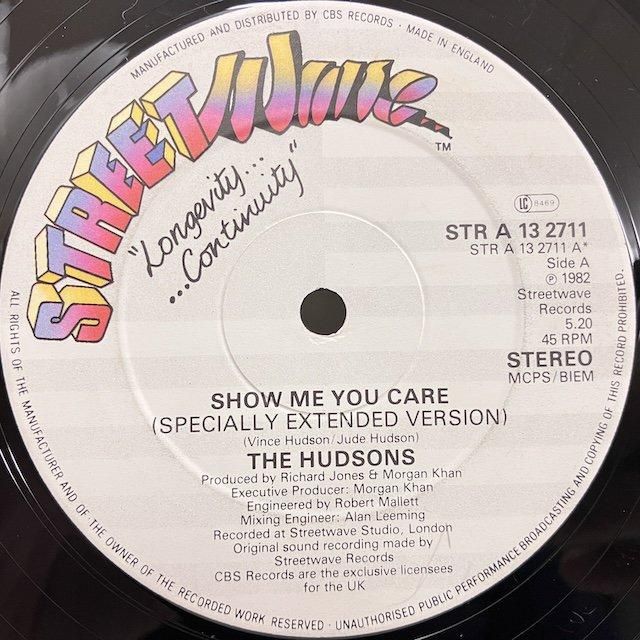 MANUFACTURED AND DISTRIBUTED BY CBS RECORDS · MADE IN ENGLAND
STREETWave
TM
"Longevity...
...Continuity"
LC 8469
STR A 13 2711
STR A 13 2711 A*
Side A
℗ 1982
Streetwave
Records
5.20
45 RPM
STEREO
MCPS/BIEM
SHOW ME YOU CARE
(SPECIALLY EXTENDED VERSION)
(Vince Hudson/Jude Hudson)
THE HUDSONS
Produced by Richard Jones & Morgan Khan
Executive Producer: Morgan Khan
Engineered by Robert Mallett
Mixing Engineer: Alan Leeming
Recorded at Streetwave Studio, London
Original sound recording made by
Streetwave Records
CBS Records are the exclusive licensees
for the UK
ALL RIGHTS OF THE MANUFACTURER AND OF THE OWNER OF THE RECORDED WORK RESERVED · UNAUTHORISED PUBLIC PERFORMANCE BROADCASTING AND COPYING OF THIS RECORD PROHIBITED.